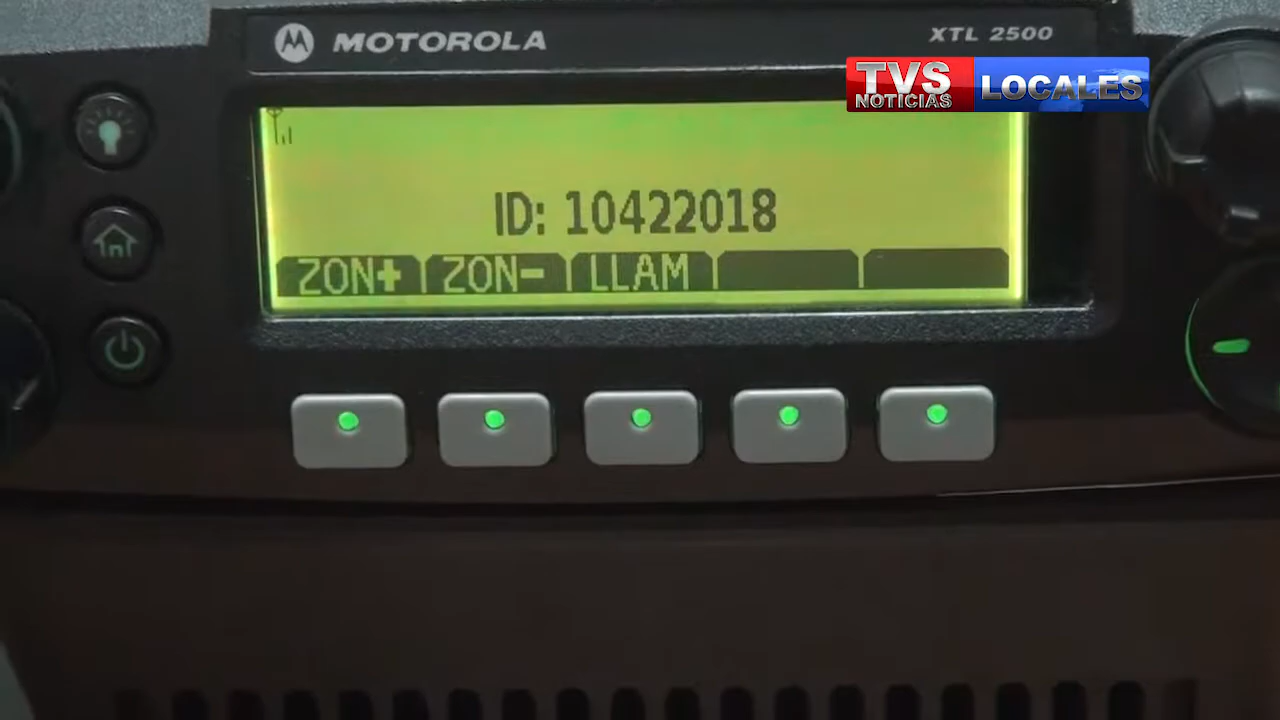 MOTOROLA
XTL 2500
TVS
NOTICIAS
LOCALES
ID: 10422018
ZON+ ZON- LLAM